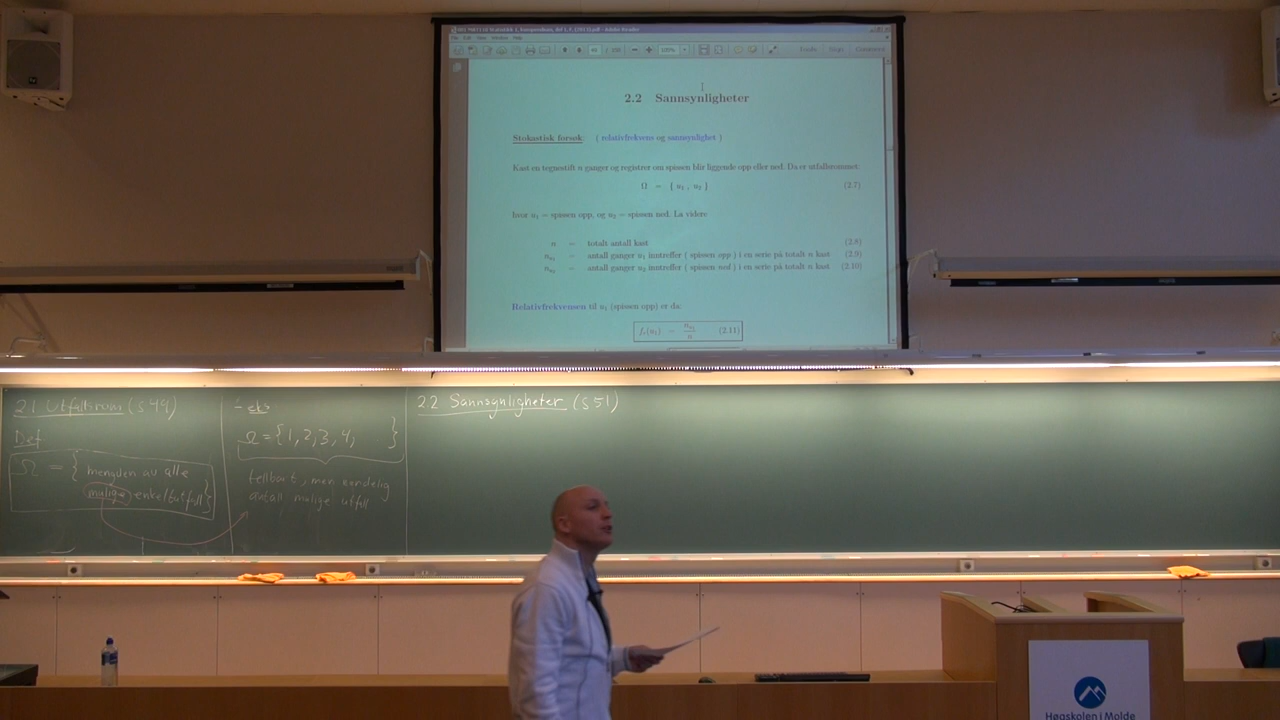 2.2 Sannsynligheter
Stokastisk forsøk: ( relativfrekvens og sannsynlighet )
Kast en tegnestift n ganger og registrer om spissen blir liggende opp eller ned. Da er utfallsrommet:
Ω = { u₁ , u₂ } (2.7)
hvor u₁ = spissen opp, og u₂ = spissen ned. La videre
n = totalt antall kast (2.8)
n_u₁ = antall ganger u₁ inntreffer ( spissen opp ) i en serie på totalt n kast (2.9)
n_u₂ = antall ganger u₂ inntreffer ( spissen ned ) i en serie på totalt n kast (2.10)
Relativfrekvensen til u₁ (spissen opp) er da:
f_r(u₁) = n_u₁ / n (2.11)
2.1 Utfallsrom (s 49)
Def
Ω = { mengden av alle
mulige enkeltutfall }
- eks
Ω = {1, 2, 3, 4, }
tellbart, men uendelig
antall mulige utfall
2.2 Sannsynligheter (s 51)
Høgskolen i Molde